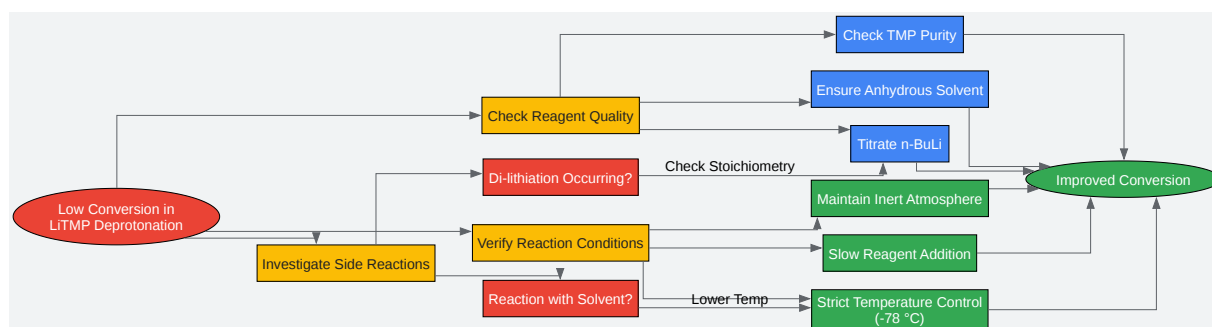 Check TMP Purity
Ensure Anhydrous Solvent
Check Reagent Quality
Titrate n-BuLi
Check Stoichiometry
Di-lithiation Occurring?
Improved Conversion
Low Conversion in
LiTMP Deprotonation
Maintain Inert Atmosphere
Verify Reaction Conditions
Slow Reagent Addition
Investigate Side Reactions
Reaction with Solvent?
Lower Temp
Strict Temperature Control
(-78 °C)